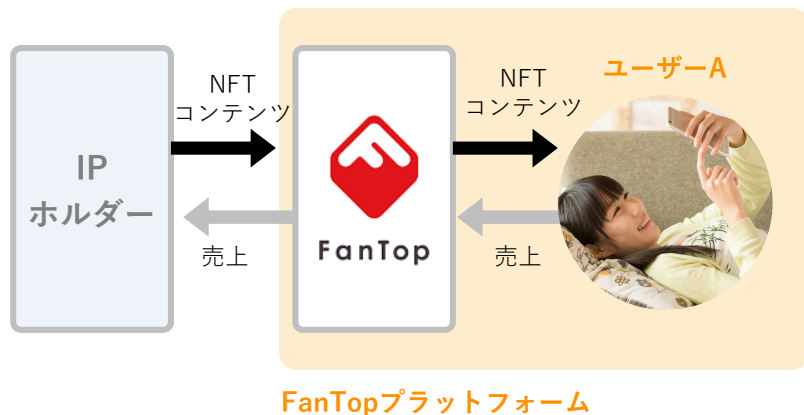 IP
ホルダー
NFT
コンテンツ
売上
FanTop
NFT
コンテンツ
売上
ユーザーA
FanTopプラットフォーム